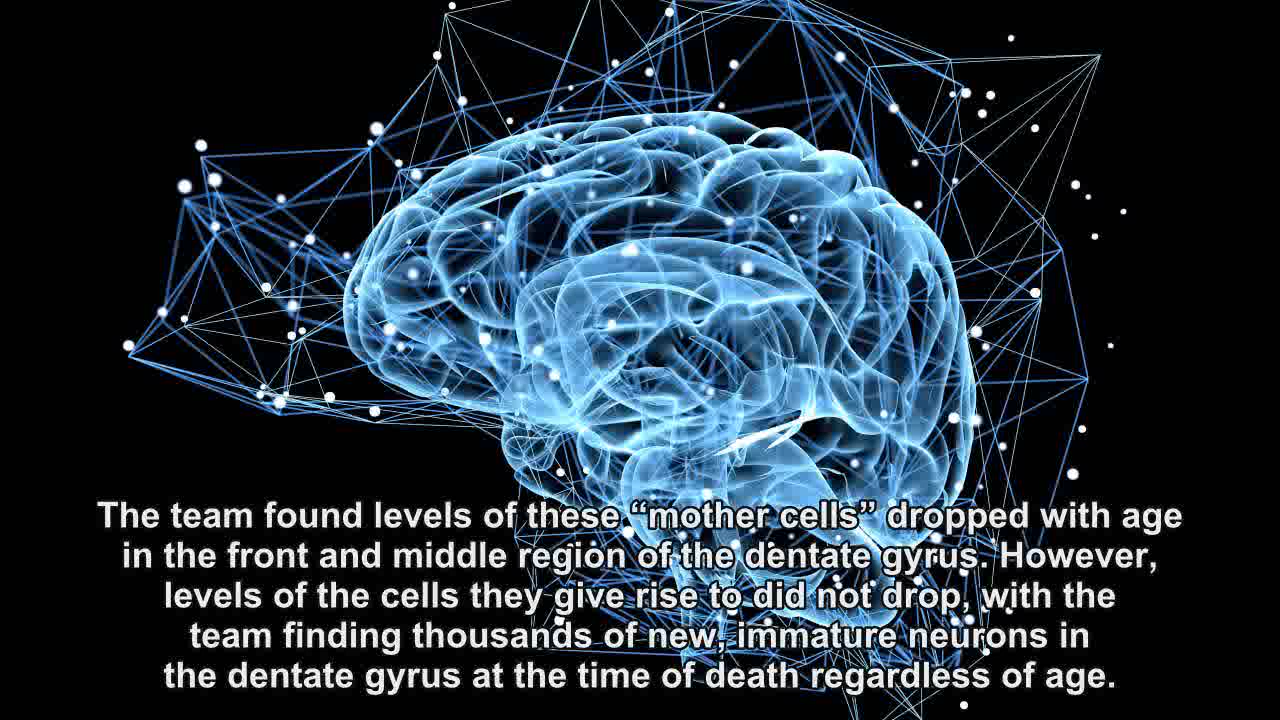 The team found levels of these “mother cells” dropped with age
in the front and middle region of the dentate gyrus. However,
levels of the cells they give rise to did not drop, with the
team finding thousands of new, immature neurons in
the dentate gyrus at the time of death regardless of age.